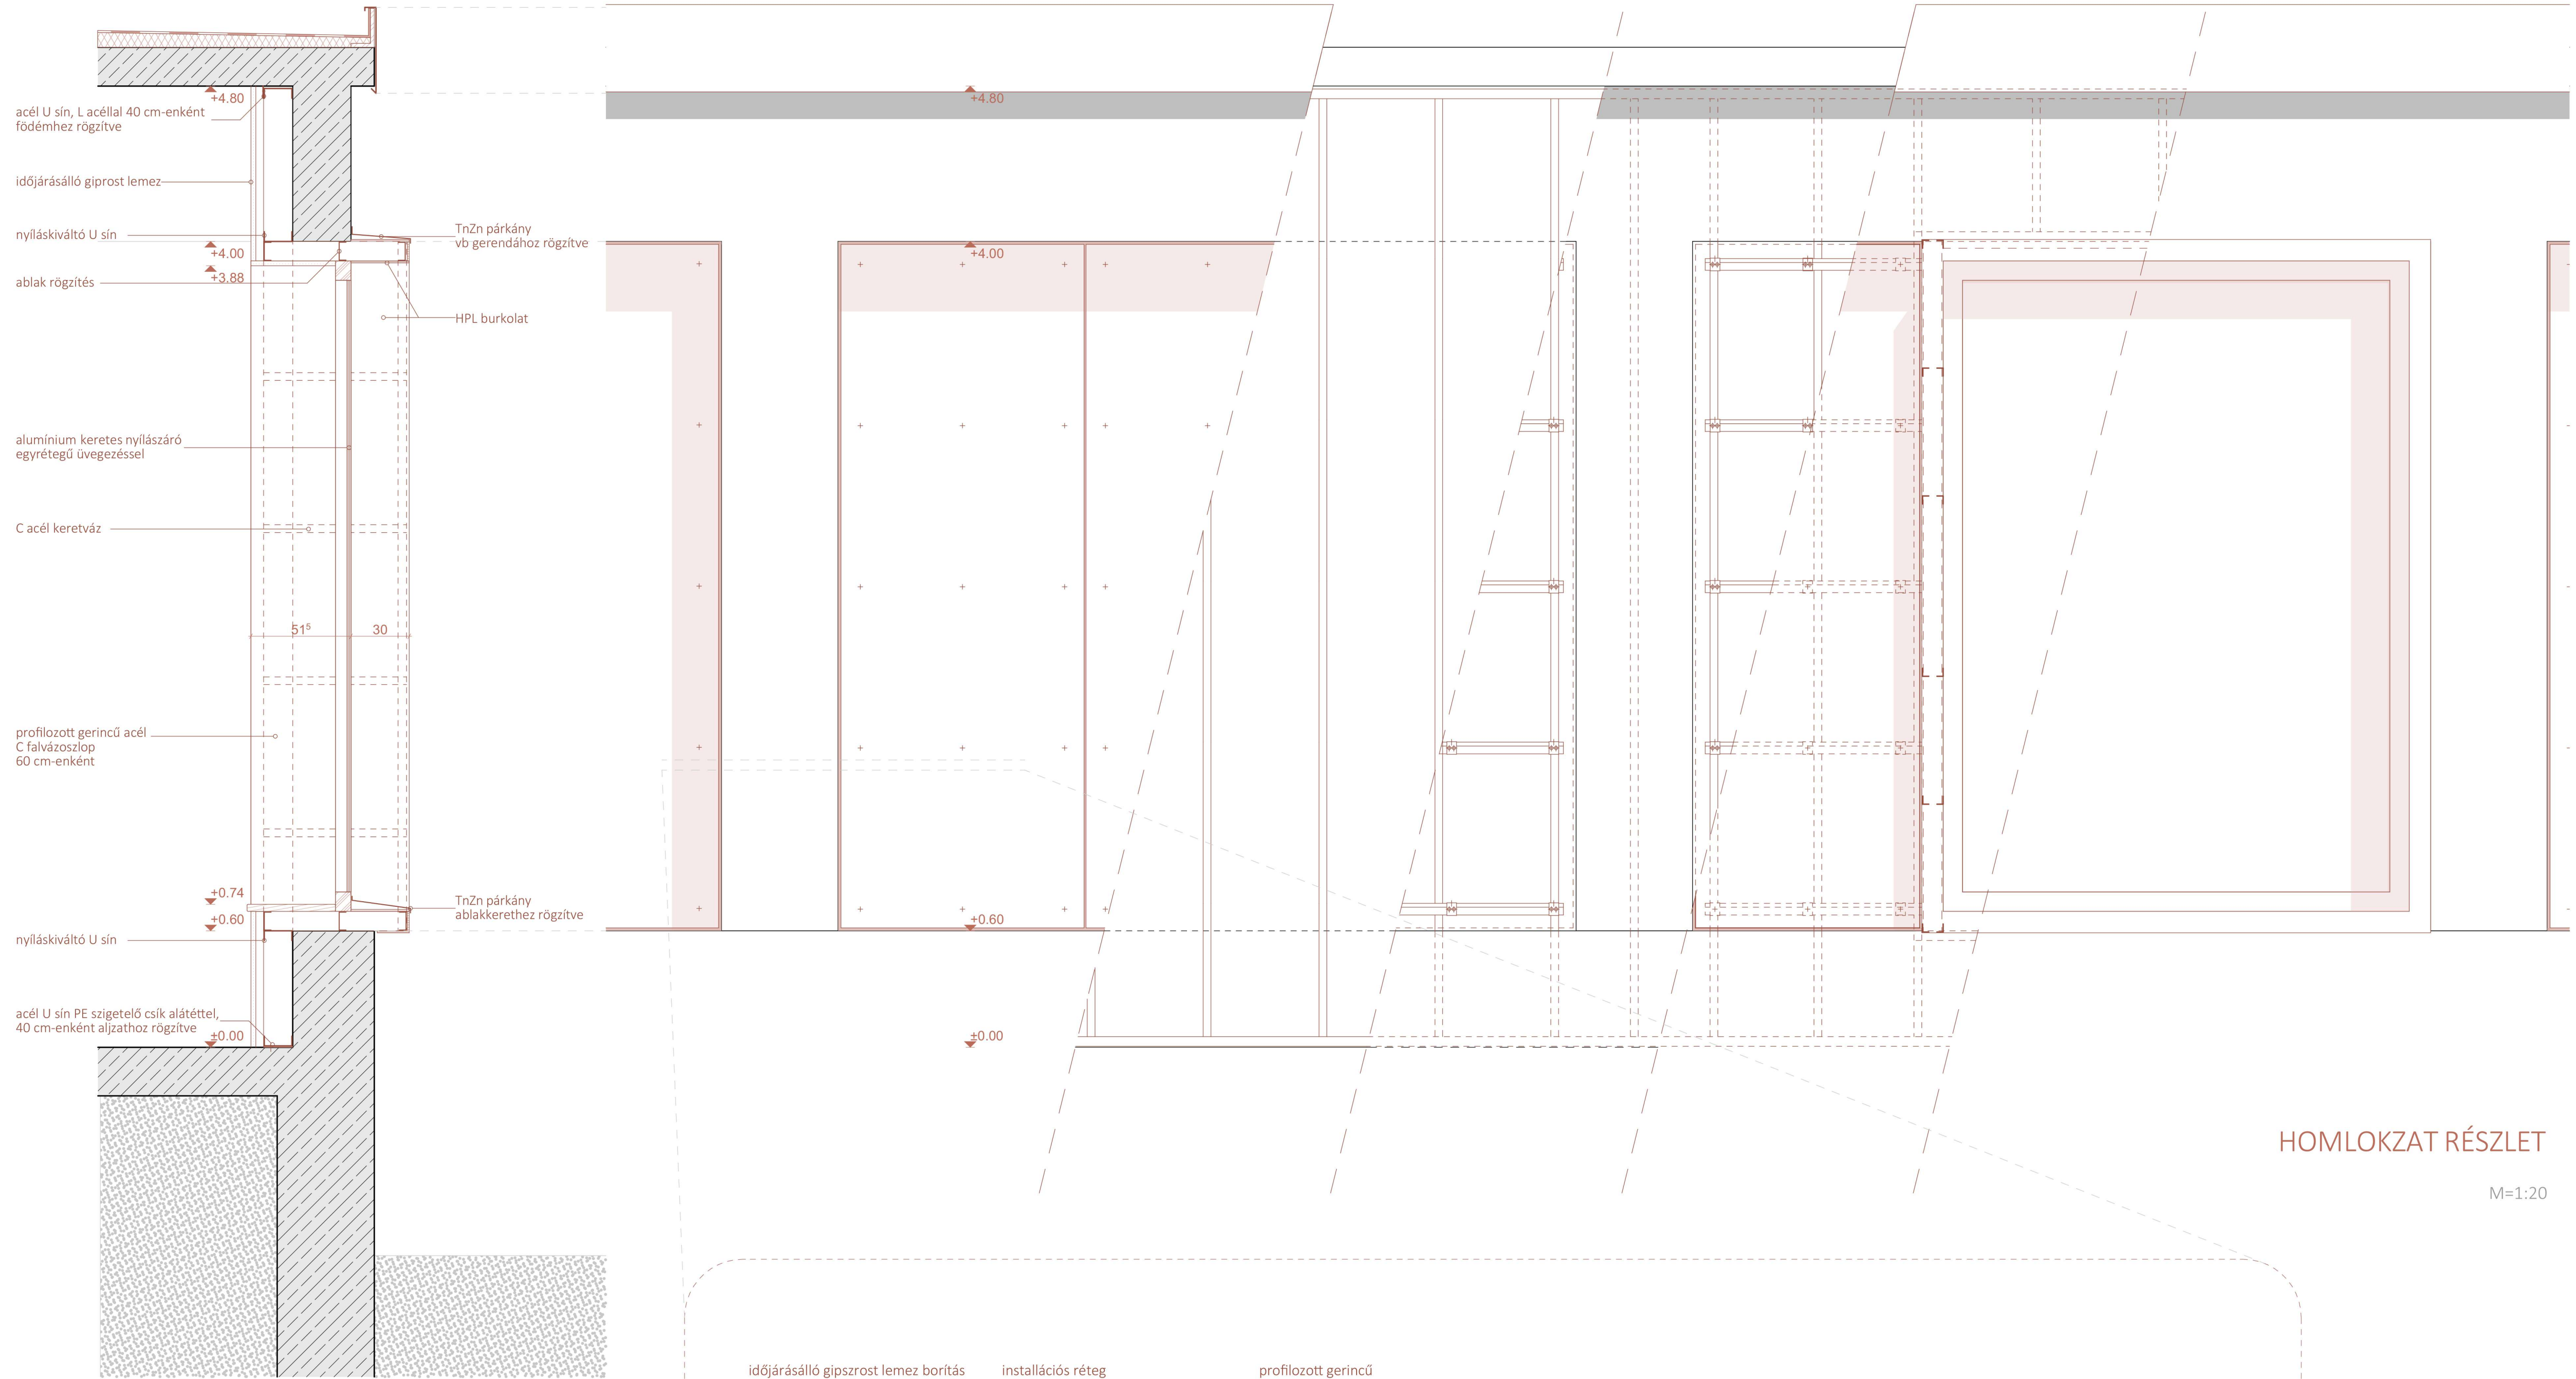 +4.80
acél U sín, L acéllal 40 cm-enként
födémhez rögzítve
időjárásálló giprost lemez
nyíláskiváltó U sín
+4.00
+3.88
ablak rögzítés
TnZn párkány
vb gerendához rögzítve
HPL burkolat
alumínium keretes nyílászáró
egyrétegű üvegezéssel
C acél keretváz
51⁵
30
profilozott gerincű acél
C falvázoszlop
60 cm-enként
+0.74
+0.60
TnZn párkány
ablakkerethez rögzítve
nyíláskiváltó U sín
acél U sín PE szigetelő csík alátéttel,
40 cm-enként aljzathoz rögzítve
±0.00
+4.80
+4.00
+0.60
±0.00
HOMLOKZAT RÉSZLET
M=1:20
időjárásálló gipszrost lemez borítás
installációs réteg
profilozott gerincű